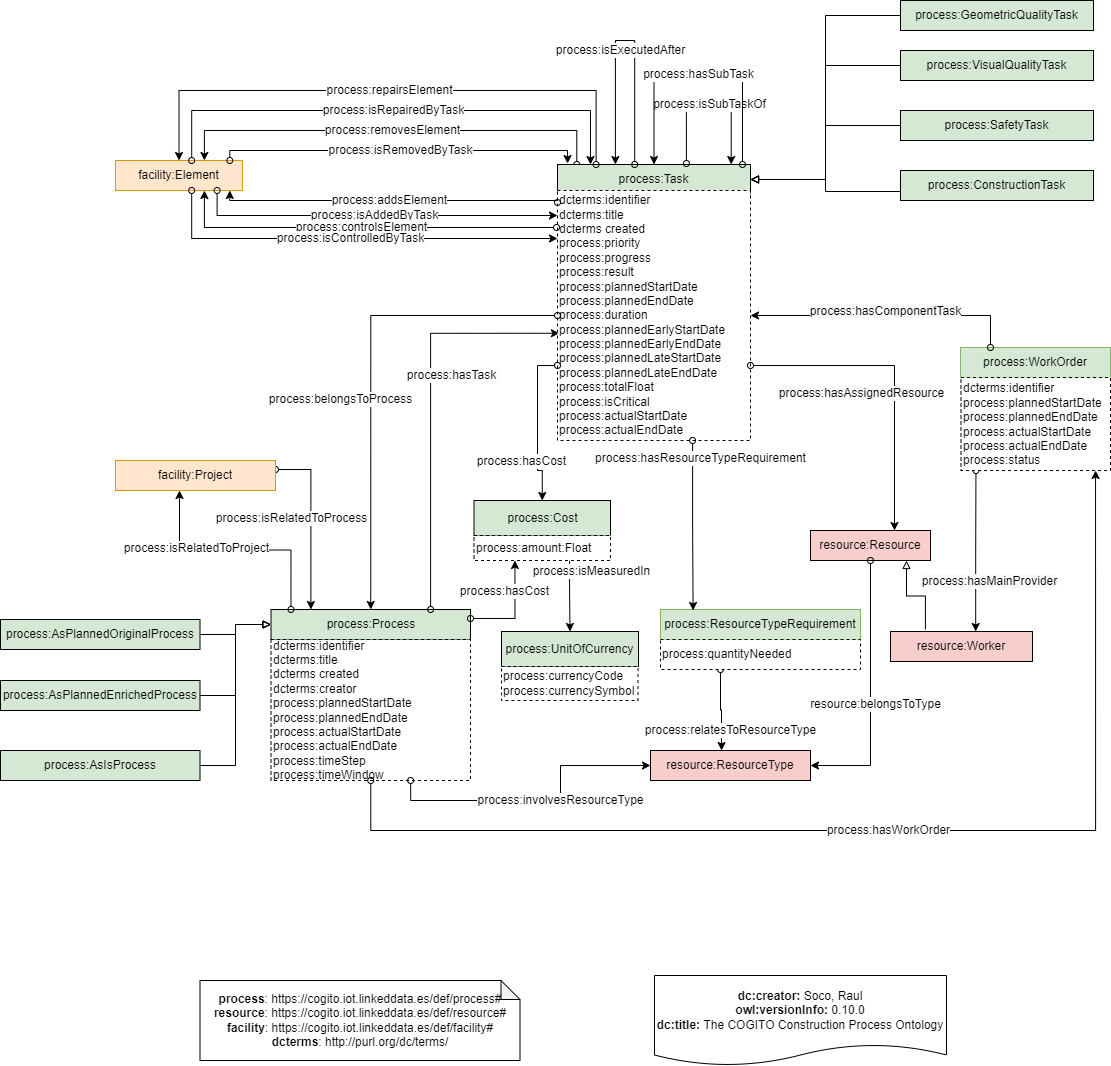 process:GeometricQualityTask
process:isExecutedAfter
process:VisualQualityTask
process:hasSubTask
process:repairsElement
process:isSubTaskOf
process:isRepairedByTask
process:SafetyTask
process:removesElement
process:isRemovedByTask
facility:Element
process:Task
process:ConstructionTask
process:addsElement
process:isAddedByTask
process:controlsElement
process:isControlledByTask
dcterms:identifier
dcterms:title
dcterms created
process:priority
process:progress
process:result
process:plannedStartDate
process:plannedEndDate
process:duration
process:plannedEarlyStartDate
process:plannedEarlyEndDate
process:plannedLateStartDate
process:plannedLateEndDate
process:totalFloat
process:isCritical
process:actualStartDate
process:actualEndDate
process:hasComponentTask
process:WorkOrder
dcterms:identifier
process:plannedStartDate
process:plannedEndDate
process:actualStartDate
process:actualEndDate
process:status
process:hasTask
process:belongsToProcess
process:hasAssignedResource
process:hasCost
process:hasResourceTypeRequirement
facility:Project
process:isRelatedToProcess
process:Cost
process:amount:Float
process:isRelatedToProject
resource:Resource
process:isMeasuredIn
process:hasCost
process:hasMainProvider
process:AsPlannedOriginalProcess
process:Process
process:ResourceTypeRequirement
process:quantityNeeded
resource:Worker
process:UnitOfCurrency
process:currencyCode
process:currencySymbol
dcterms:identifier
dcterms:title
dcterms created
dcterms:creator
process:plannedStartDate
process:plannedEndDate
process:actualStartDate
process:actualEndDate
process:timeStep
process:timeWindow
process:AsPlannedEnrichedProcess
resource:belongsToType
process:relatesToResourceType
process:AsIsProcess
resource:ResourceType
process:involvesResourceType
process:hasWorkOrder
process: https://cogito.iot.linkeddata.es/def/process#
resource: https://cogito.iot.linkeddata.es/def/resource#
facility: https://cogito.iot.linkeddata.es/def/facility#
dcterms: http://purl.org/dc/terms/
dc:creator: Soco, Raul
owl:versionInfo: 0.10.0
dc:title: The COGITO Construction Process Ontology